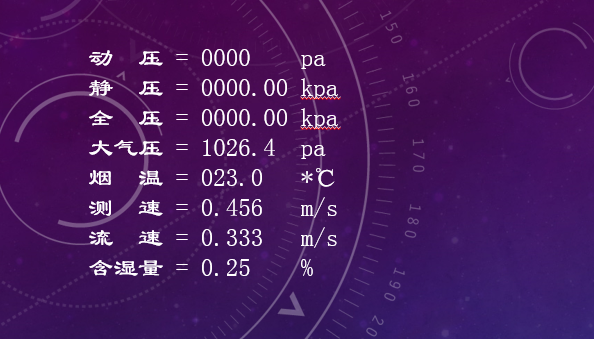 动 压 = 0000 pa
静 压 = 0000.00 kpa
全 压 = 0000.00 kpa
大气压 = 1026.4 pa
烟 温 = 023.0 *℃
测 速 = 0.456 m/s
流 速 = 0.333 m/s
含湿量 = 0.25 %
150
160
170
180
190
20